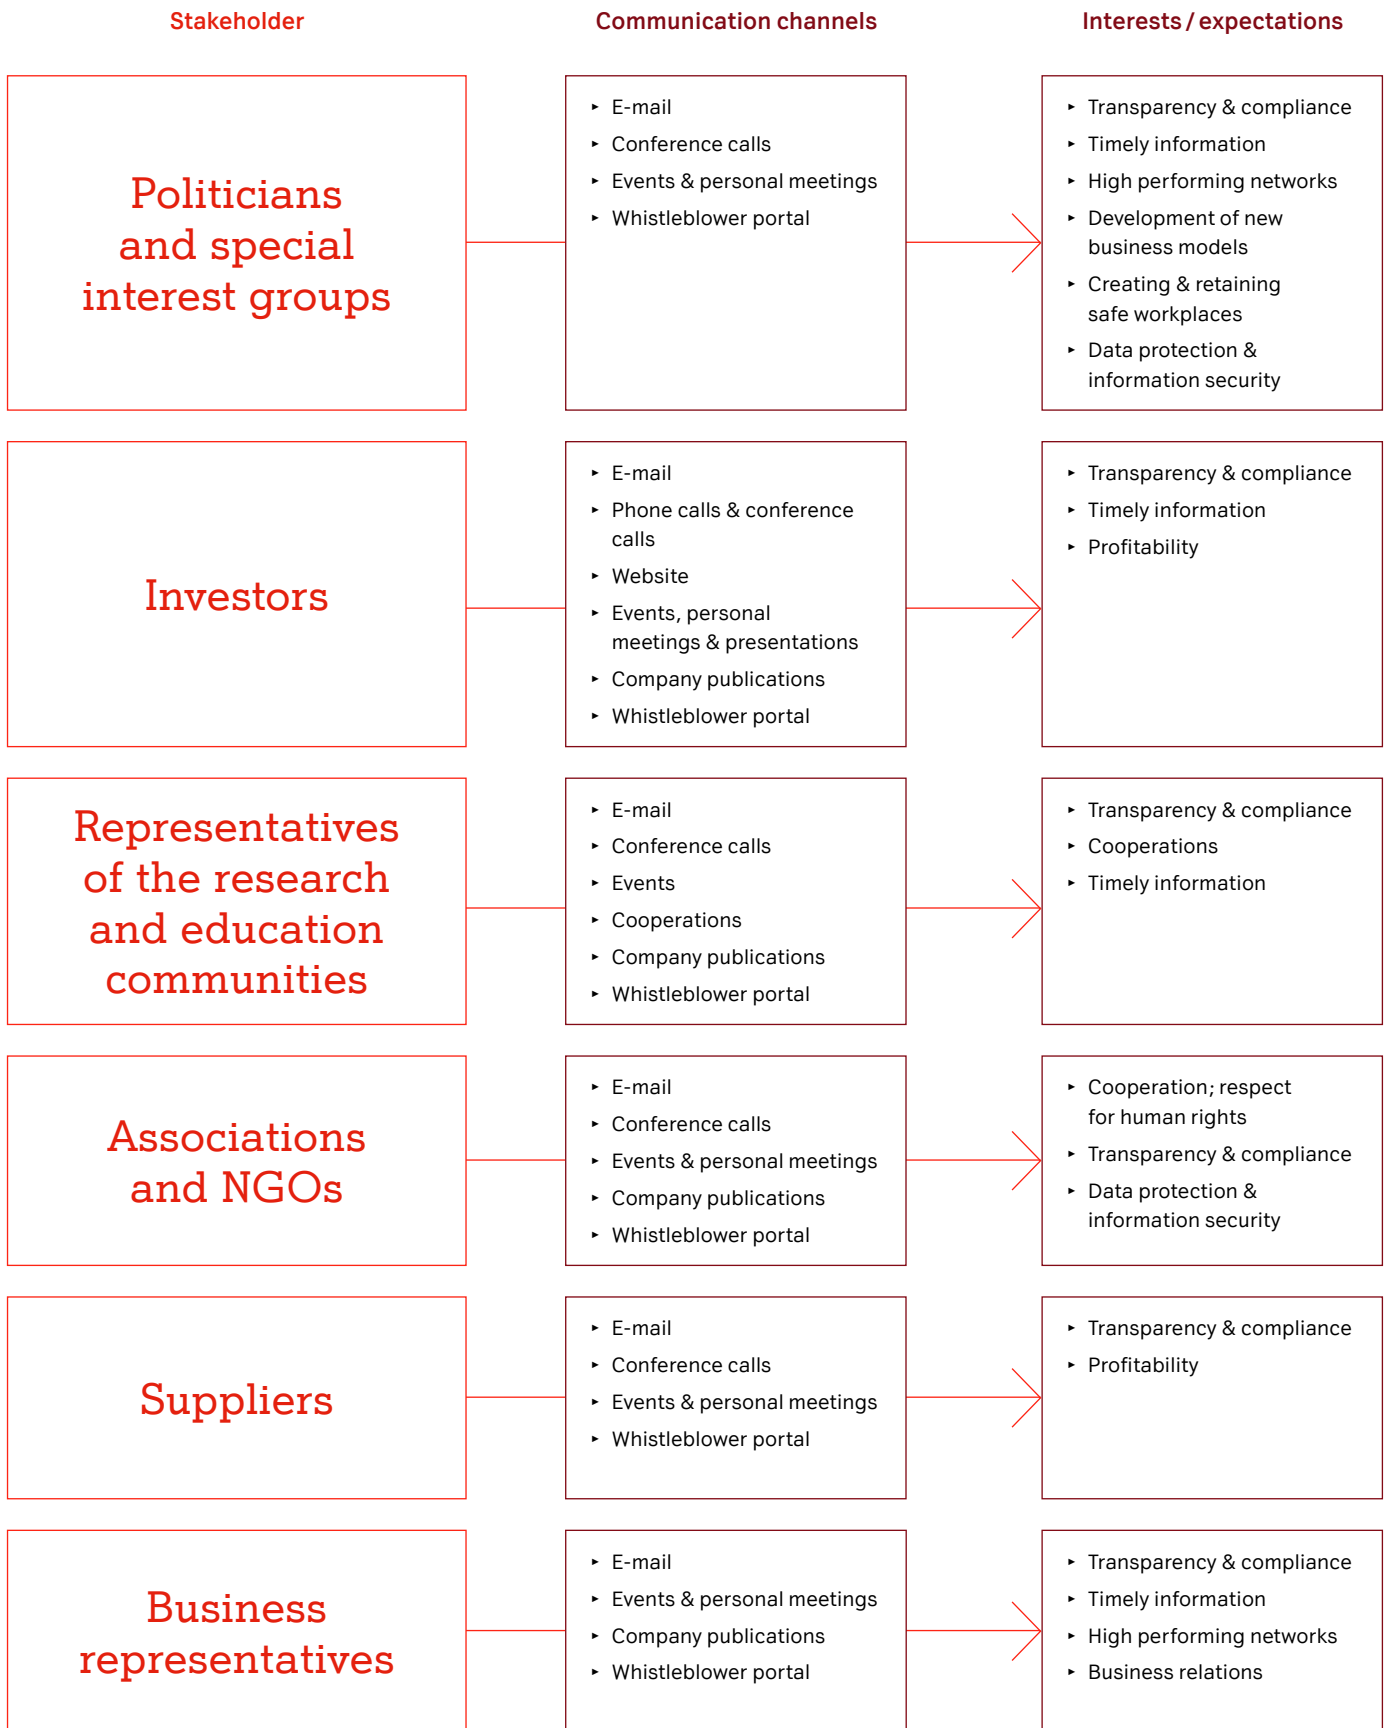 Stakeholder
Communication channels
Interests / expectations
Politicians
and special
interest groups
▸ E-mail
▸ Conference calls
▸ Events & personal meetings
▸ Whistleblower portal
▸ Transparency & compliance
▸ Timely information
▸ High performing networks
▸ Development of new
business models
▸ Creating & retaining
safe workplaces
▸ Data protection &
information security
Investors
▸ E-mail
▸ Phone calls & conference
calls
▸ Website
▸ Events, personal
meetings & presentations
▸ Company publications
▸ Whistleblower portal
▸ Transparency & compliance
▸ Timely information
▸ Profitability
Representatives
of the research
and education
communities
▸ E-mail
▸ Conference calls
▸ Events
▸ Cooperations
▸ Company publications
▸ Whistleblower portal
▸ Transparency & compliance
▸ Cooperations
▸ Timely information
Associations
and NGOs
▸ E-mail
▸ Conference calls
▸ Events & personal meetings
▸ Company publications
▸ Whistleblower portal
▸ Cooperation; respect
for human rights
▸ Transparency & compliance
▸ Data protection &
information security
Suppliers
▸ E-mail
▸ Conference calls
▸ Events & personal meetings
▸ Whistleblower portal
▸ Transparency & compliance
▸ Profitability
Business
representatives
▸ E-mail
▸ Events & personal meetings
▸ Company publications
▸ Whistleblower portal
▸ Transparency & compliance
▸ Timely information
▸ High performing networks
▸ Business relations